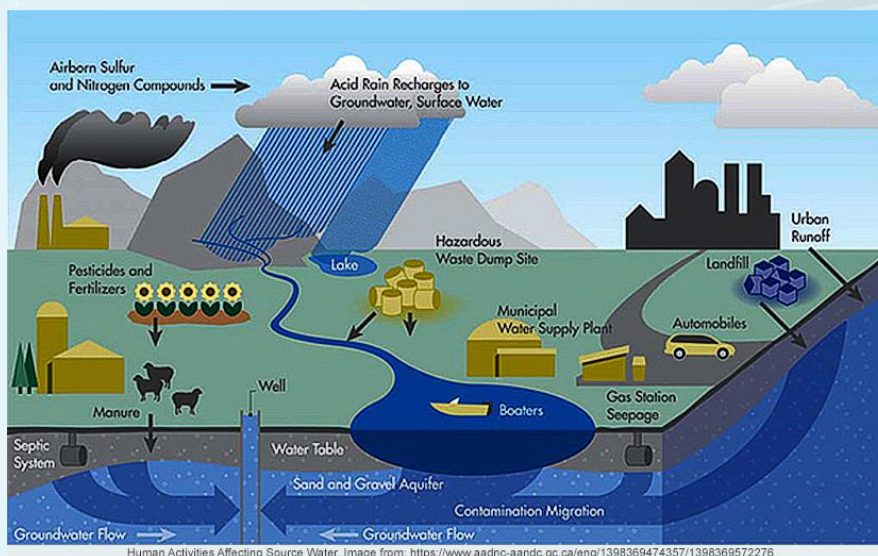 Airborn Sulfur
and Nitrogen Compounds
Acid Rain Recharges to
Groundwater, Surface Water
Urban
Runoff
Hazardous
Waste Dump Site
Lake
Landfill
Pesticides and
Fertilizers
Municipal
Water Supply Plant
Automobiles
Well
Boaters
Gas Station
Seepage
Manure
Septic
System
Water Table
Sand and Gravel Aquifer
Contamination Migration
Groundwater Flow
Groundwater Flow
Human Activities Affecting Source Water. Image from: https://www.aadnc-aandc.gc.ca/eng/1398369474357/1398369572276